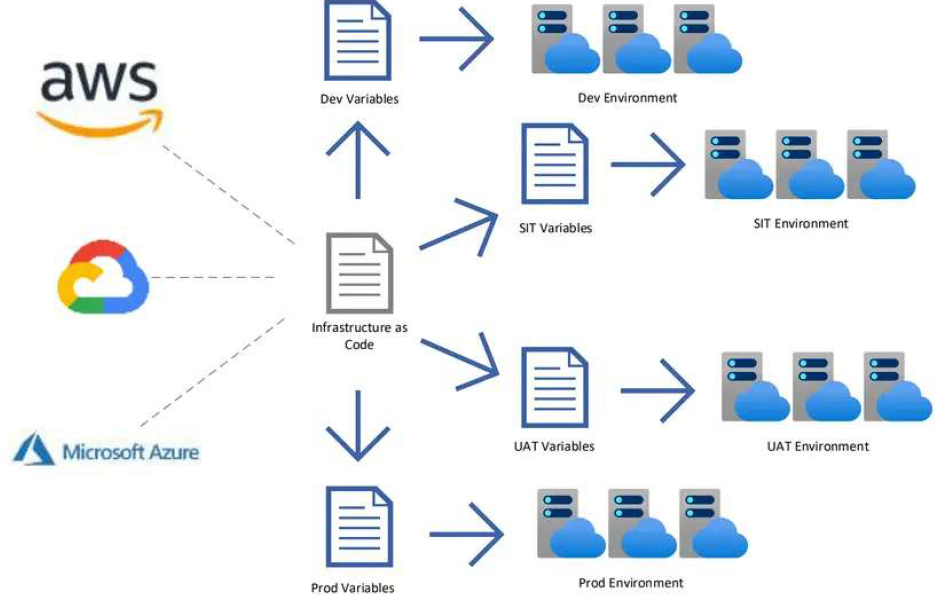 aws
Dev Variables
Dev Environment
SIT Variables
SIT Environment
Infrastructure as
Code
Microsoft Azure
UAT Variables
UAT Environment
Prod Variables
Prod Environment